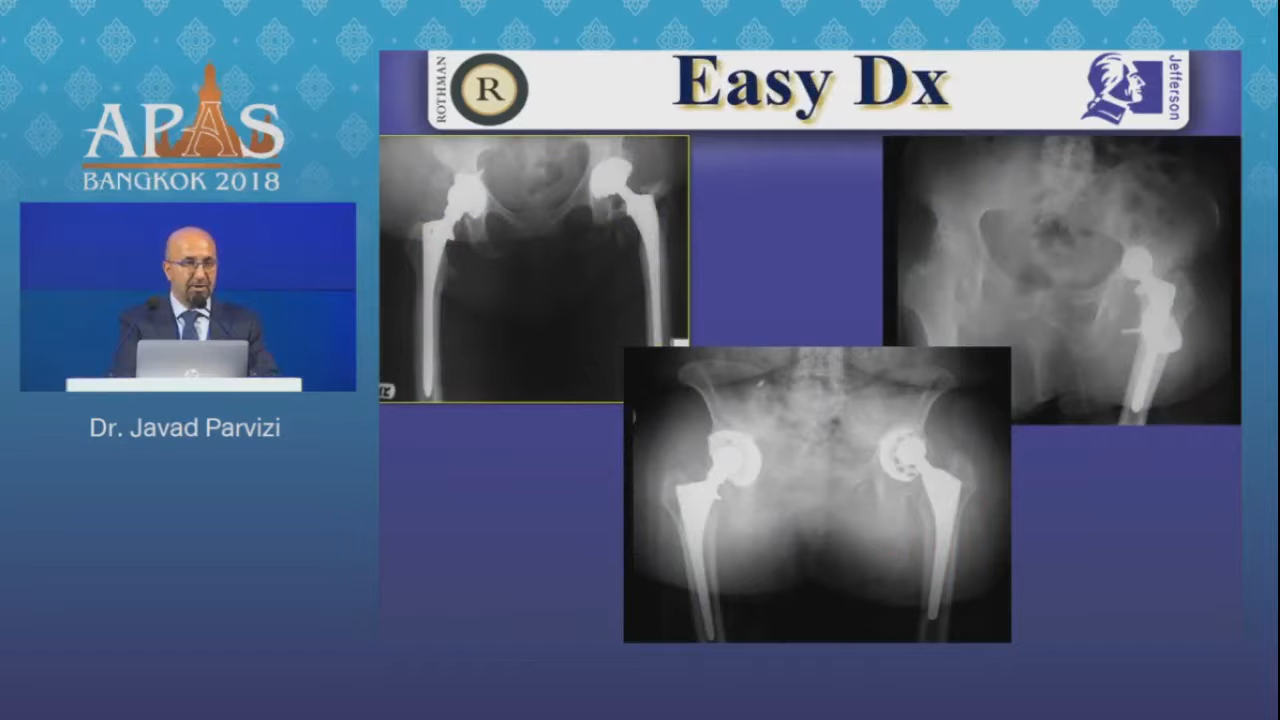 APAS
BANGKOK 2018
Dr. Javad Parvizi
ROTHMAN
R
Easy Dx
Jefferson